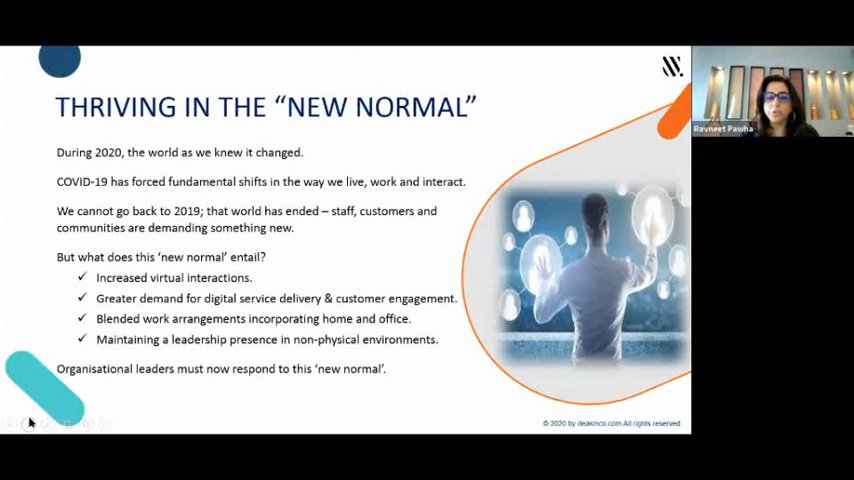 THRIVING IN THE “NEW NORMAL”
During 2020, the world as we knew it changed.
COVID-19 has forced fundamental shifts in the way we live, work and interact.
We cannot go back to 2019; that world has ended – staff, customers and
communities are demanding something new.
But what does this ‘new normal’ entail?
✓ Increased virtual interactions.
✓ Greater demand for digital service delivery & customer engagement.
✓ Blended work arrangements incorporating home and office.
✓ Maintaining a leadership presence in non-physical environments.
Organisational leaders must now respond to this ‘new normal’.
© 2020 by deakinco.com All rights reserved.
Ravneet Pawha